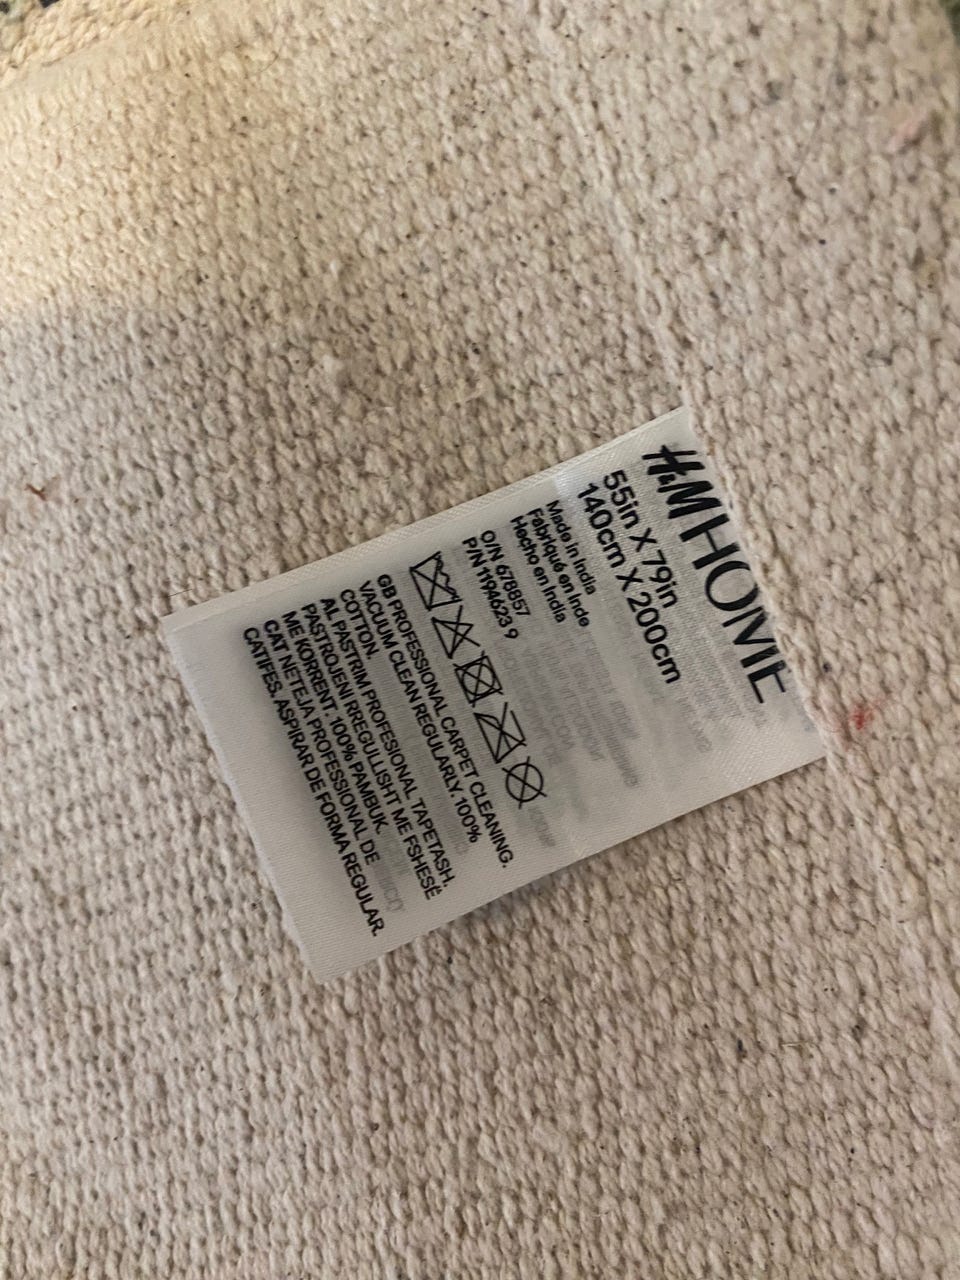 H&M HOME
55in X 79in
140cm X 200cm
Made in India
Fabriqué en Inde
Hecho en India
O/N 678857
P/N 1194623 9
GB PROFESSIONAL CARPET CLEANING.
VACUUM CLEAN REGULARLY. 100%
COTTON.
AL PASTRIM PROFESIONAL TAPETASH.
PASTROJENI RREGULLISHT ME FSHESË
ME KORRENT. 100% PAMBUK.
CAT NETEJA PROFESSIONAL DE
CATIFES. ASPIRAR DE FORMA REGULAR.